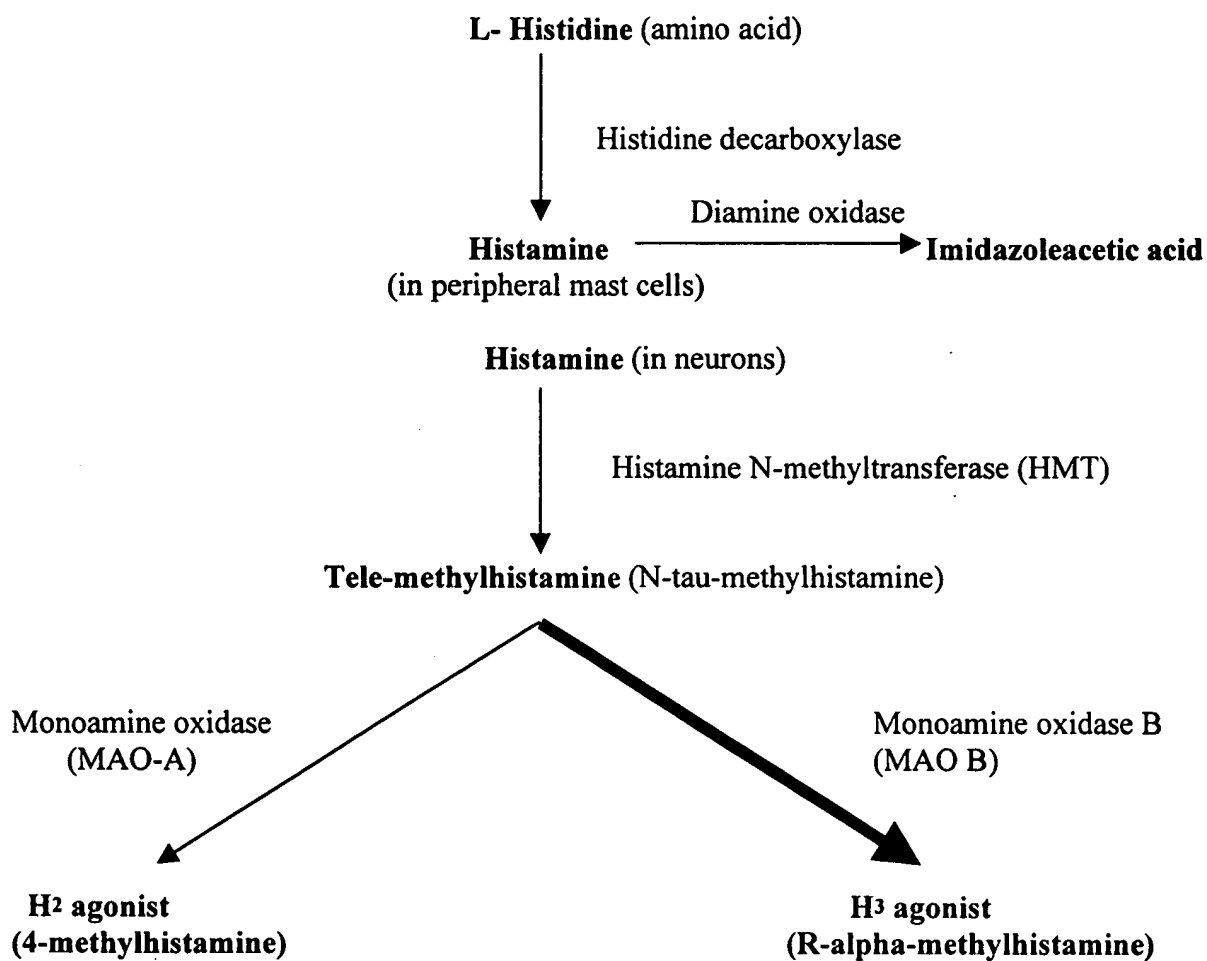 L- Histidine (amino acid)
Histidine decarboxylase
Diamine oxidase
Histamine
Imidazoleacetic acid
(in peripheral mast cells)
Histamine (in neurons)
Histamine N-methyltransferase (HMT)
Tele-methylhistamine (N-tau-methylhistamine)
Monoamine oxidase
(MAO-A)
Monoamine oxidase B
(MAO B)
H2 agonist
(4-methylhistamine)
H3 agonist
(R-alpha-methylhistamine)